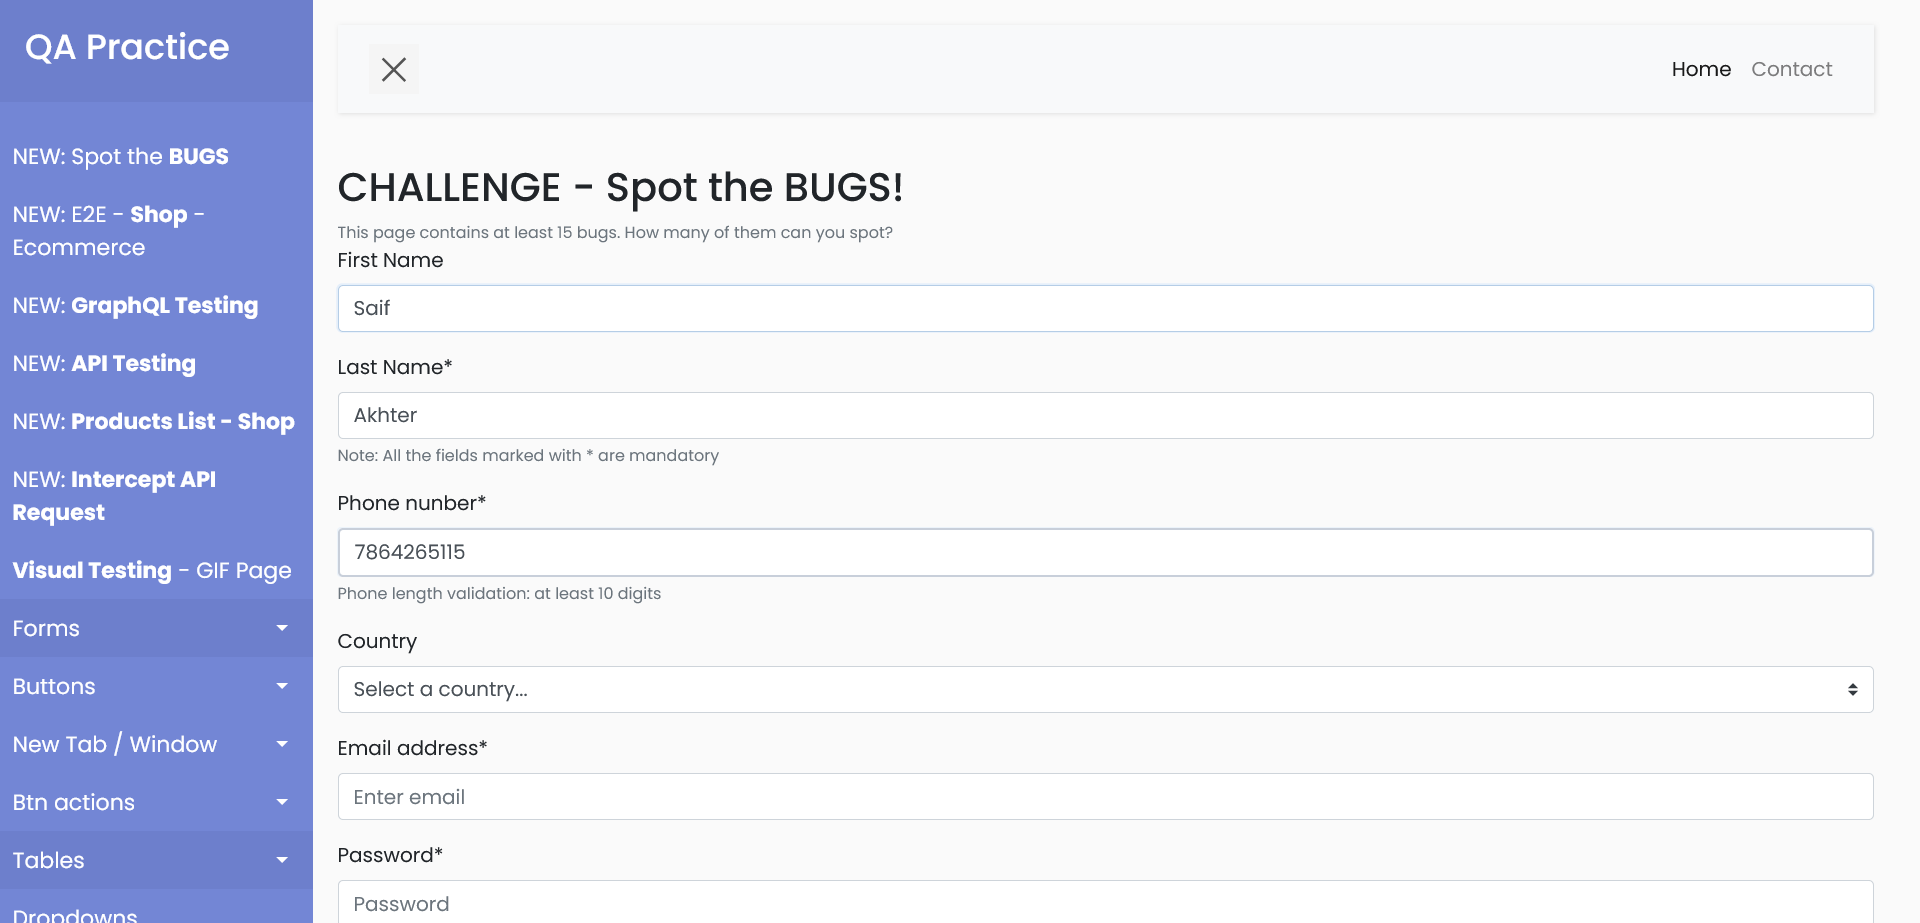 QA Practice
NEW: Spot the BUGS
NEW: E2E - Shop -
Ecommerce
NEW: GraphQL Testing
NEW: API Testing
NEW: Products List - Shop
NEW: Intercept API
Request
Visual Testing - GIF Page
Forms
Buttons
New Tab / Window
Btn actions
Tables
Dropdowns
Home Contact
CHALLENGE - Spot the BUGS!
This page contains at least 15 bugs. How many of them can you spot?
First Name
Saif
Last Name*
Akhter
Note: All the fields marked with * are mandatory
Phone nunber*
7864265115
Phone length validation: at least 10 digits
Country
Select a country...
Email address*
Enter email
Password*
Password